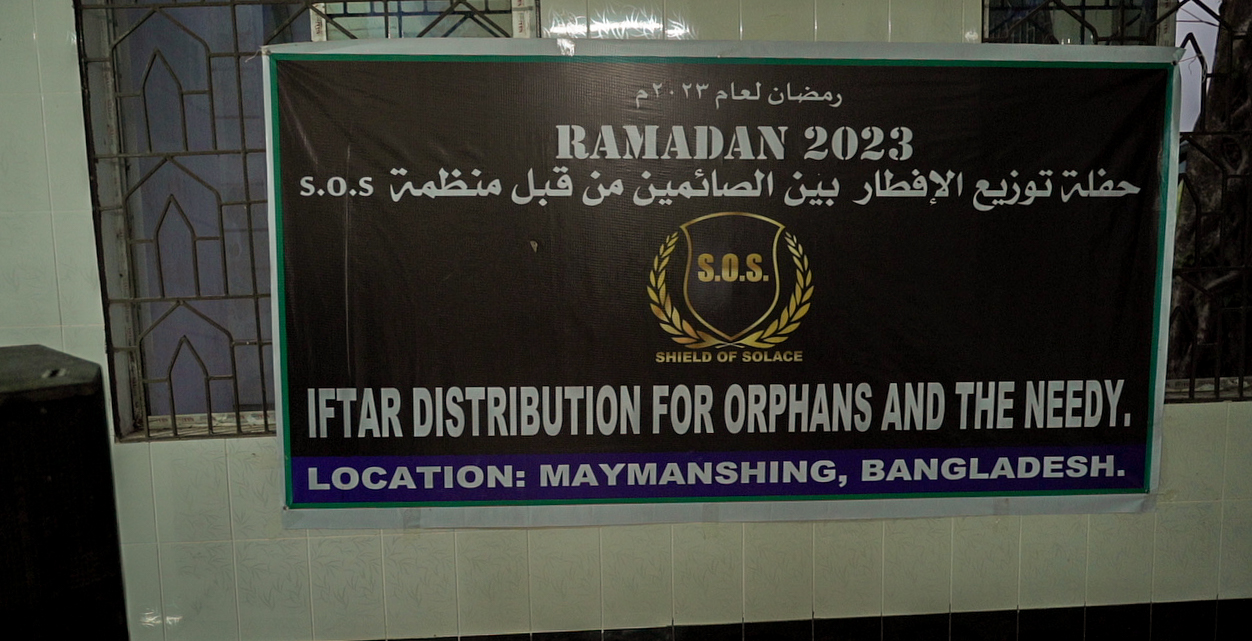 رمضان لعام ٢٠٢٣م
RAMADAN 2023
حفلة توزيع الإفطار بين الصائمين من قبل منظمة s.o.s
S.O.S.
SHIELD OF SOLACE
IFTAR DISTRIBUTION FOR ORPHANS AND THE NEEDY.
LOCATION: MAYMANSHING, BANGLADESH.